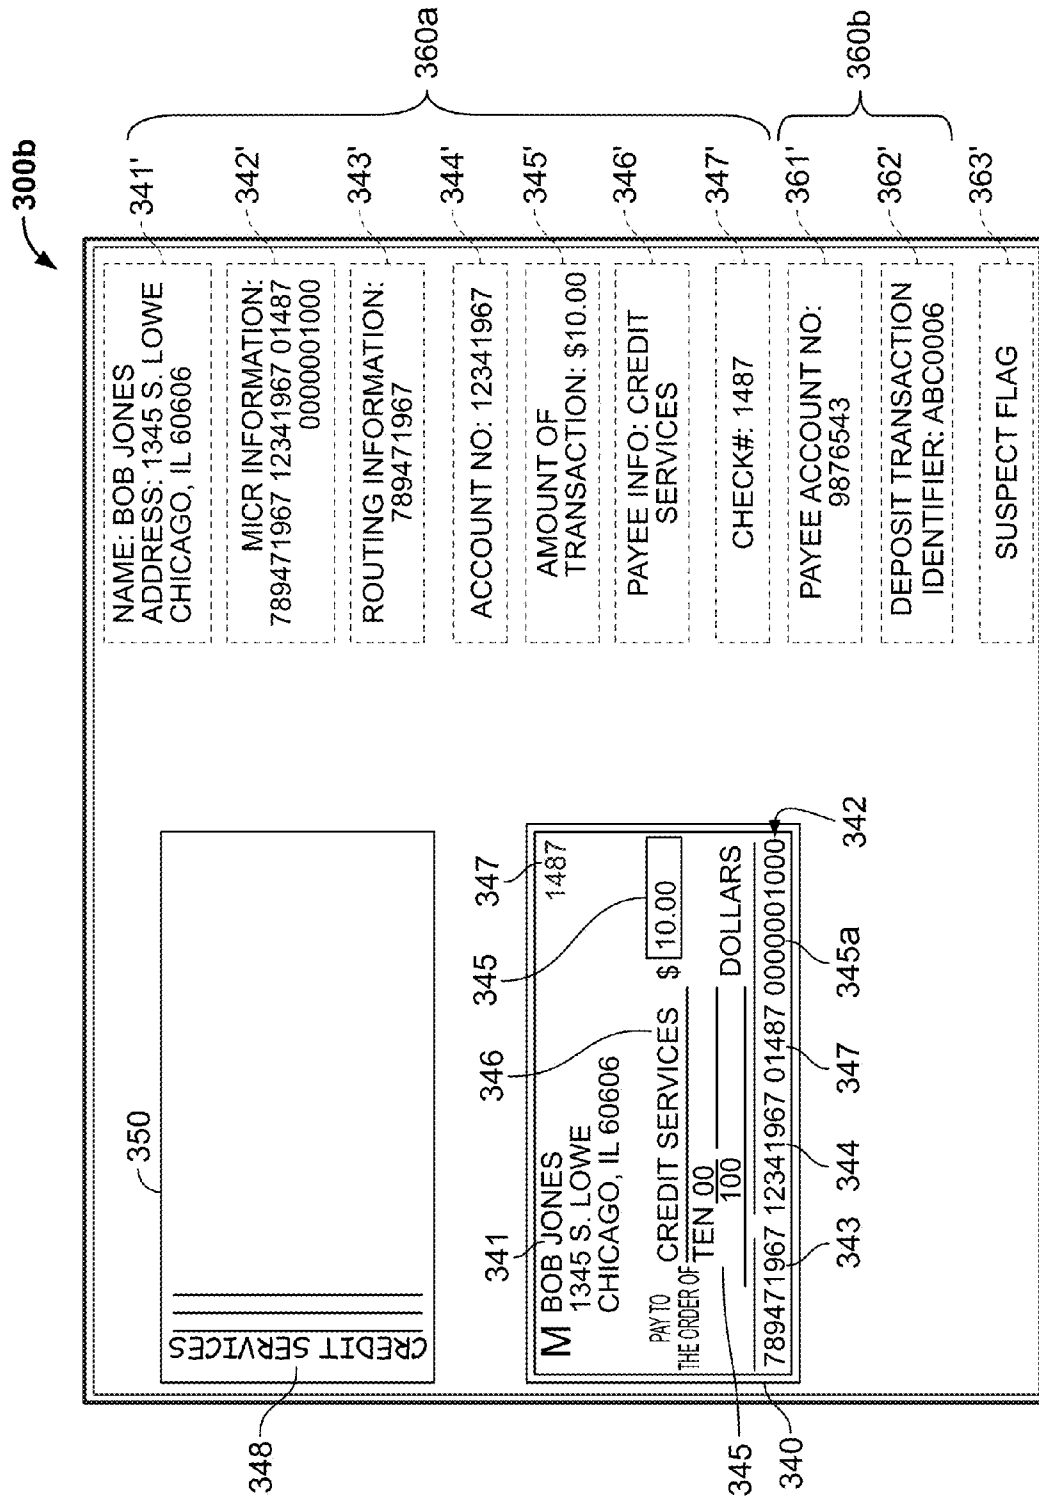 300b
350
348
CREDIT SERVICES
341
346
345
347
M BOB JONES
1345 S. LOWE
CHICAGO, IL 60606
1487
PAY TO
THE ORDER OF
CREDIT SERVICES
$ 10.00
TEN 00
100
DOLLARS
789471967 12341967 01487 0000001000
345
340
343
344
347
345a
342
NAME: BOB JONES
ADDRESS: 1345 S. LOWE
CHICAGO, IL 60606
341'
MICR INFORMATION:
789471967 12341967 01487
0000001000
342'
ROUTING INFORMATION:
789471967
343'
ACCOUNT NO: 12341967
344'
AMOUNT OF
TRANSACTION: $10.00
345'
PAYEE INFO: CREDIT
SERVICES
346'
CHECK#: 1487
347'
360a
PAYEE ACCOUNT NO:
9876543
361'
DEPOSIT TRANSACTION
IDENTIFIER: ABC0006
362'
360b
SUSPECT FLAG
363'